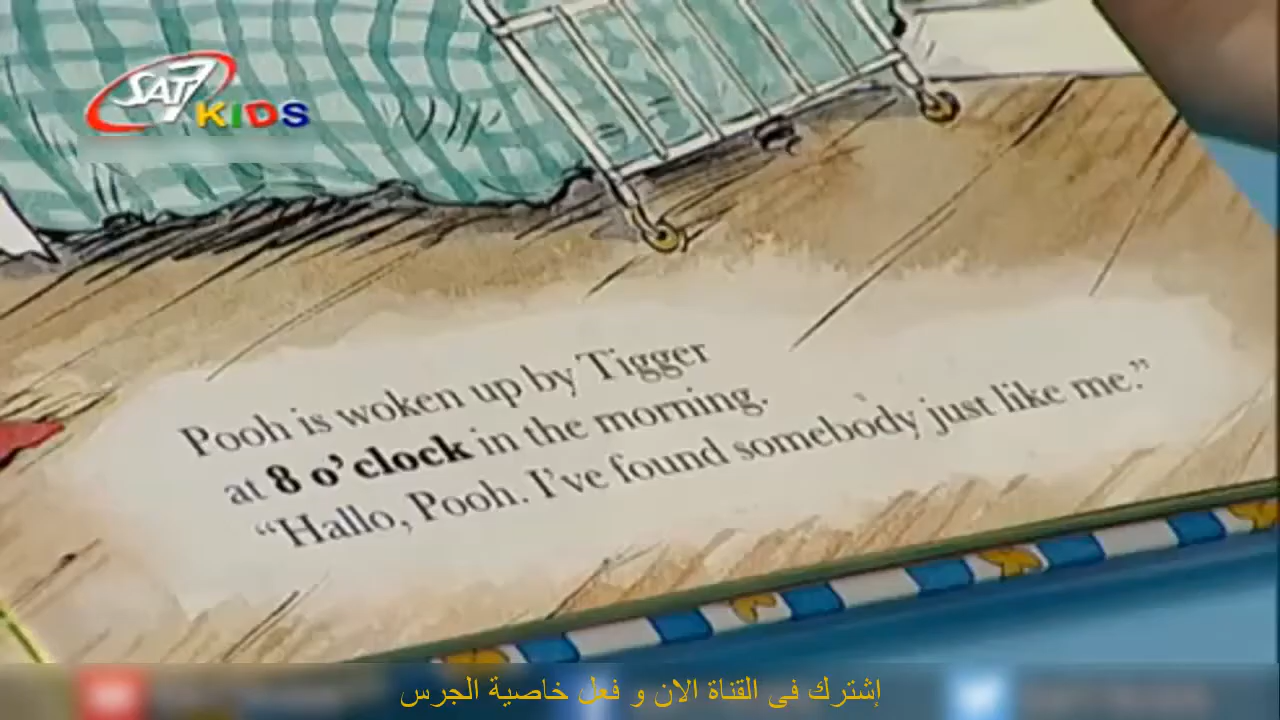 SAT7
KIDS
Pooh is woken up by Tigger
at 8 o'clock in the morning.
“Hallo, Pooh. I've found somebody just like me.”
إشترك فى القناة الان و فعل خاصية الجرس